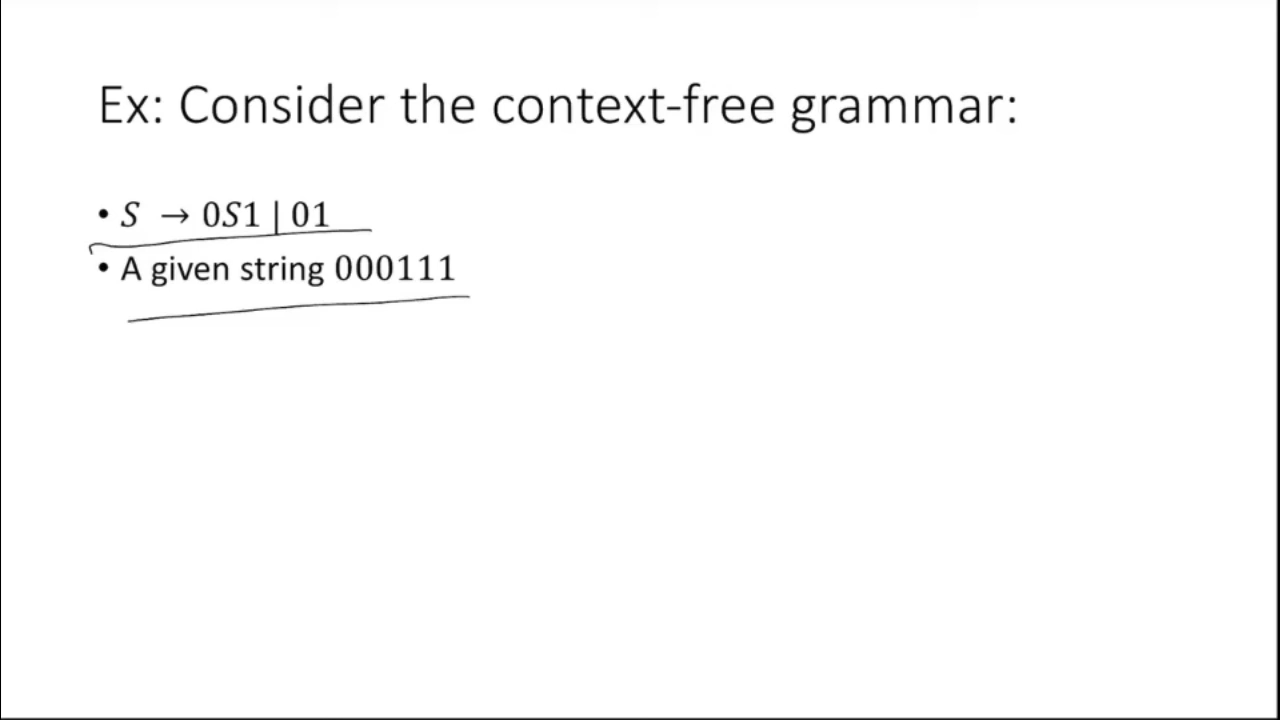 Ex: Consider the context-free grammar:
• S → 0S1 | 01
• A given string 000111